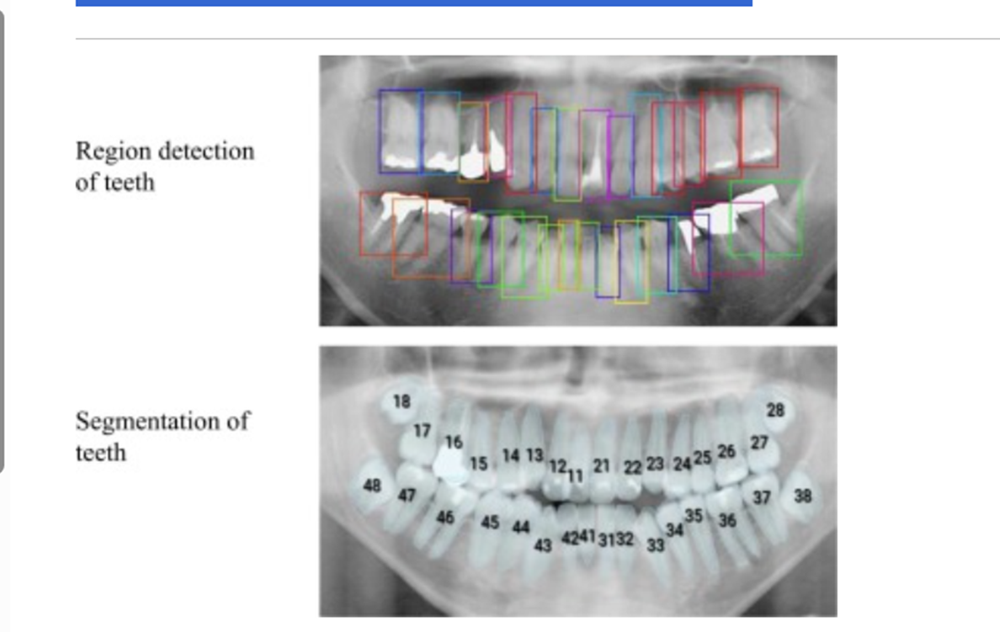 Region detection
of teeth
Segmentation of
teeth
18 28
17 16 15 14 13 12 11 21 22 23 24 25 26 27
48 47 46 45 44 43 42 41 31 32 33 34 35 36 37 38